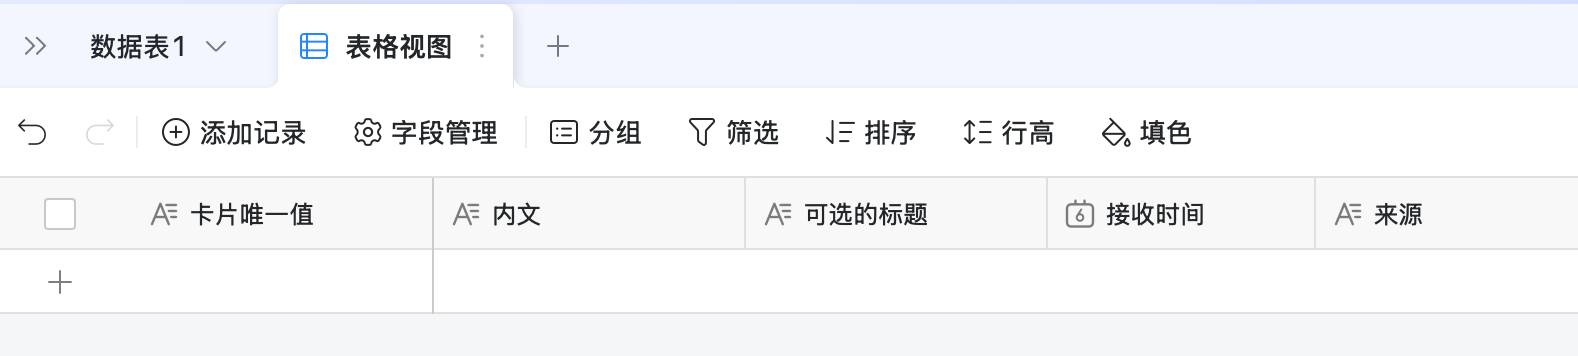 数据表1 表格视图
添加记录 字段管理 分组 筛选 排序 行高 填色
卡片唯一值 内文 可选的标题 6 接收时间 来源